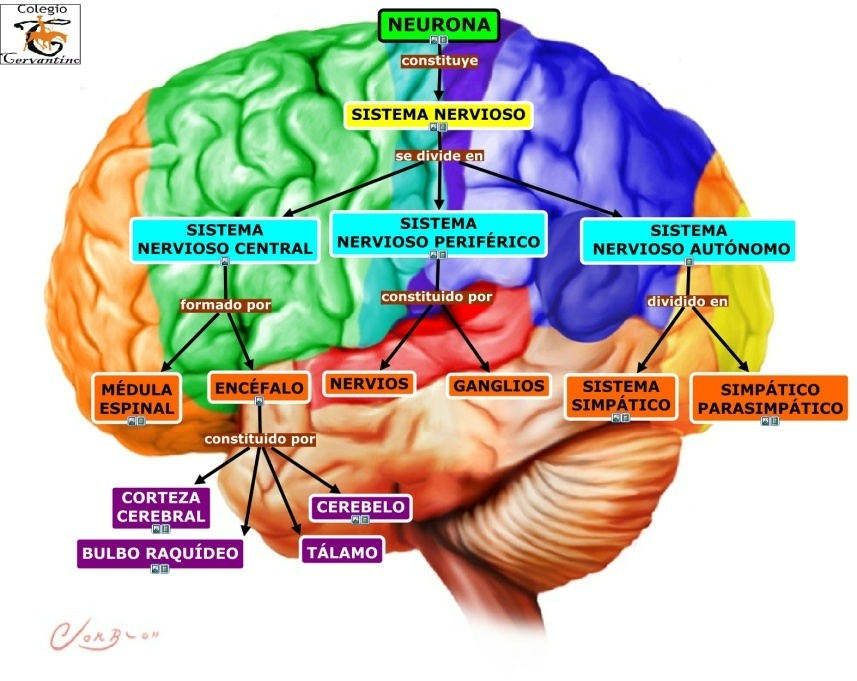 Colegio
Cervantino
NEURONA
constituye
SISTEMA NERVIOSO
se divide en
SISTEMA
NERVIOSO CENTRAL
SISTEMA
NERVIOSO PERIFÉRICO
SISTEMA
NERVIOSO AUTÓNOMO
formado por
constituido por
dividido en
MÉDULA
ESPINAL
ENCÉFALO
NERVIOS
GANGLIOS
SISTEMA
SIMPÁTICO
SIMPÁTICO
PARASIMPÁTICO
constituido por
CORTEZA
CEREBRAL
CEREBELO
BULBO RAQUÍDEO
TÁLAMO